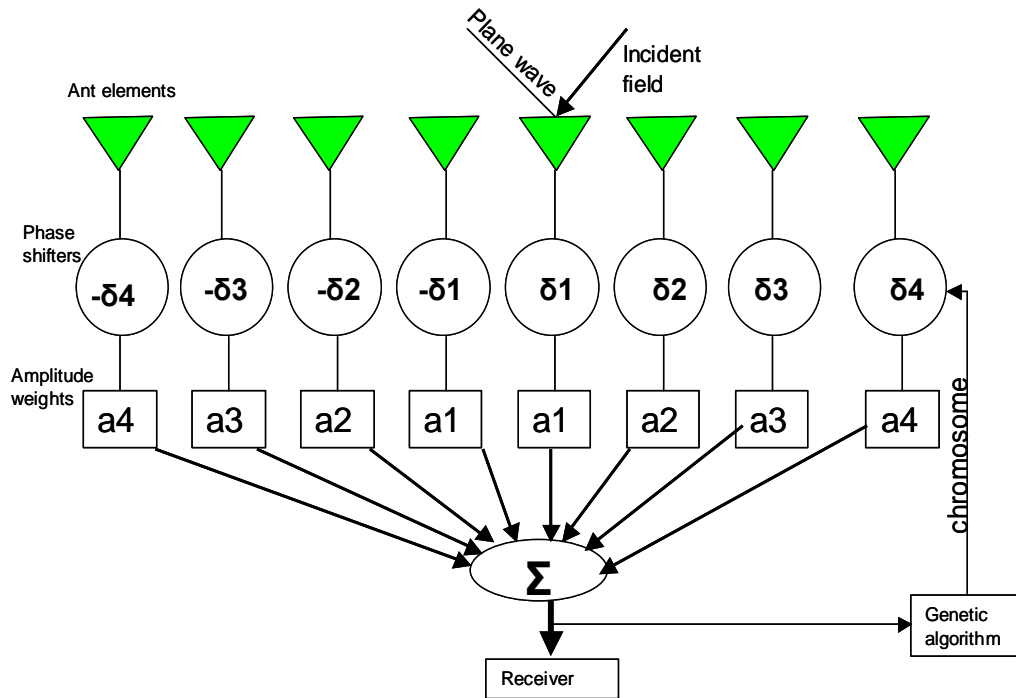 Plane wave
Incident
field
Ant elements
Phase
shifters
-δ4
-δ3
-δ2
-δ1
δ1
δ2
δ3
δ4
Amplitude
weights
a4
a3
a2
a1
a1
a2
a3
a4
chromosome
Σ
Genetic
algorithm
Receiver